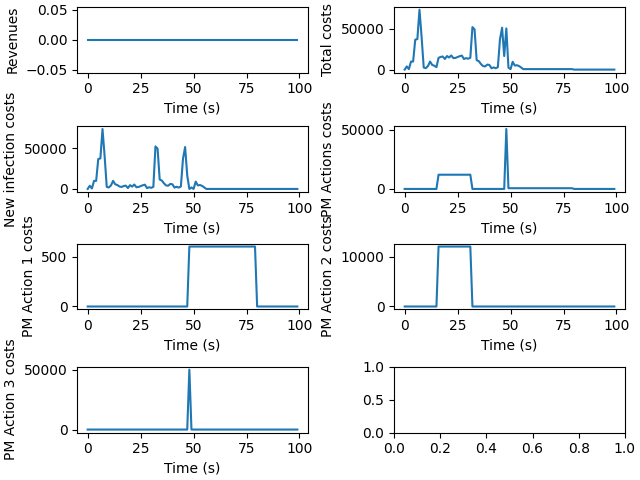 Revenues
0.05
0.00
−0.05
0 25 50 75 100
Time (s)
Total costs
50000
0
0 25 50 75 100
Time (s)
New infection costs
50000
0
0 25 50 75 100
Time (s)
PM Actions costs
50000
0
0 25 50 75 100
Time (s)
PM Action 1 costs
500
0
0 25 50 75 100
Time (s)
PM Action 2 costs
10000
0
0 25 50 75 100
Time (s)
PM Action 3 costs
50000
0
0 25 50 75 100
Time (s)
1.0
0.5
0.0
0.0 0.2 0.4 0.6 0.8 1.0